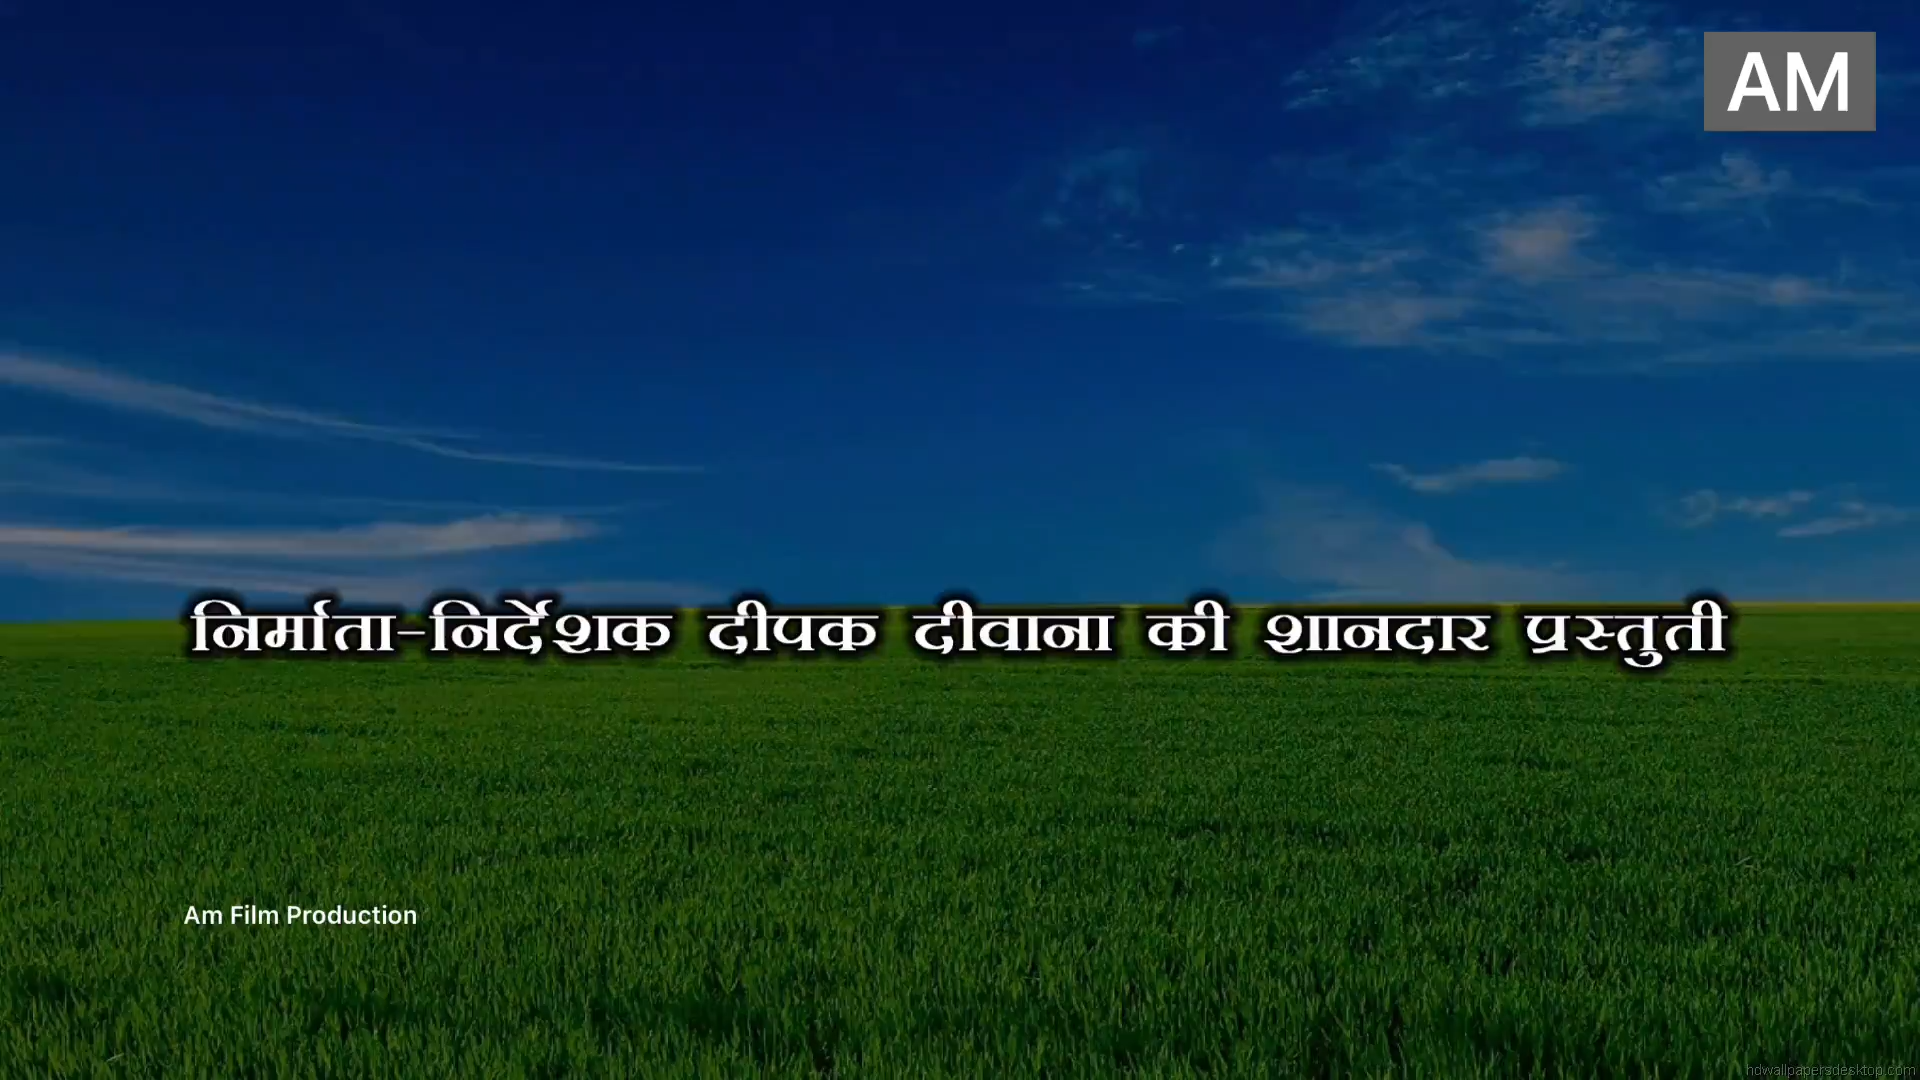 AM
निर्माता-निर्देशक दीपक दीवाना की शानदार प्रस्तुती
Am Film Production
hdwallpapersdesktop.com